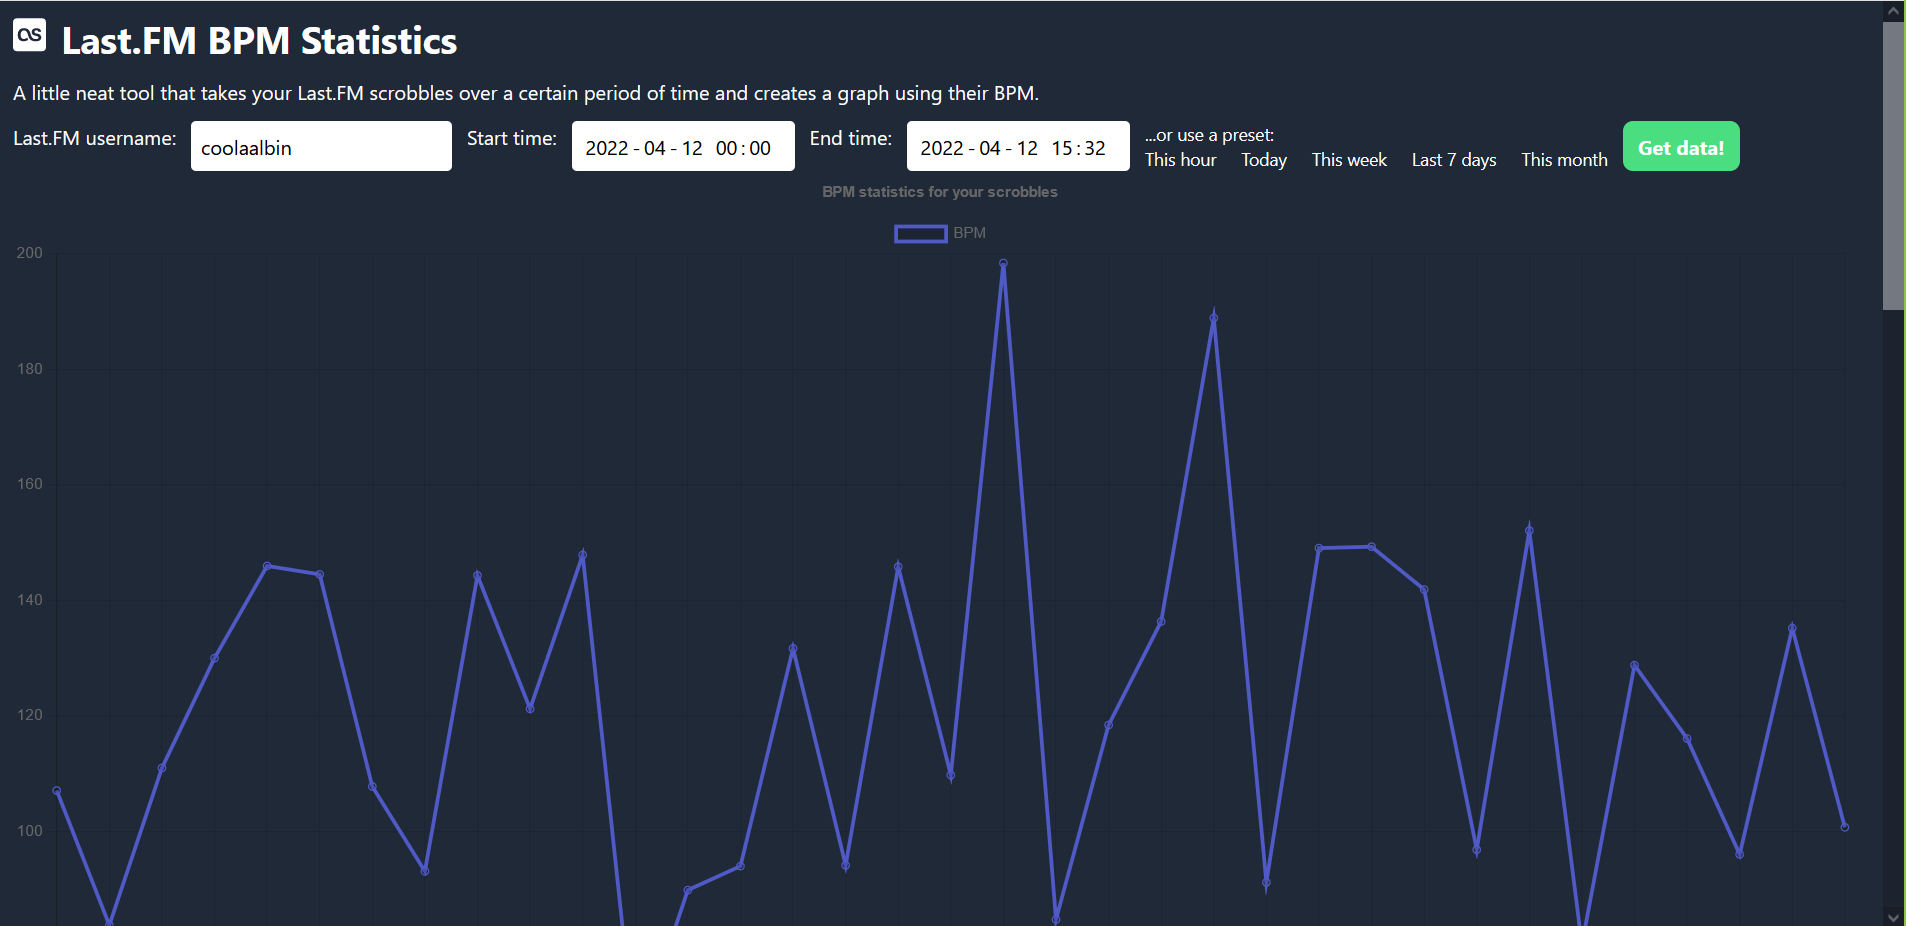 Last.FM BPM Statistics
A little neat tool that takes your Last.FM scrobbles over a certain period of time and creates a graph using their BPM.
Last.FM username: coolaalbin Start time: 2022-04-12 00:00 End time: 2022-04-12 15:32 ...or use a preset:
This hour Today This week Last 7 days This month Get data!
BPM statistics for your scrobbles
BPM
200
180
160
140
120
100